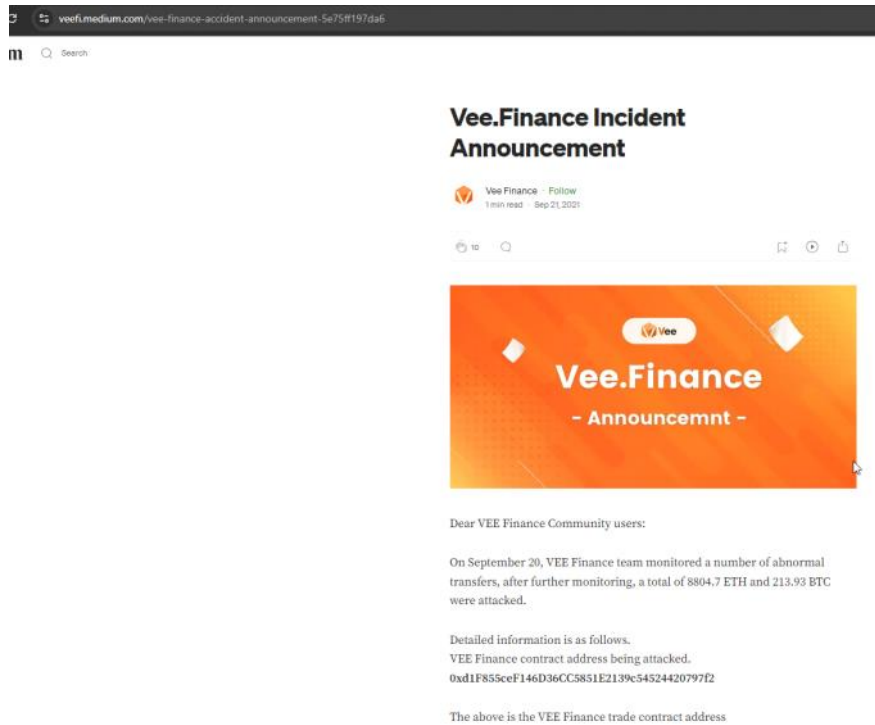 veefi.medium.com/vee-finance-accident-announcement-5e75ff197da6
Search
Vee.Finance Incident
Announcement
Vee Finance · Follow
1 min read · Sep 21, 2021
10
Vee
Vee.Finance
- Announcemnt -
Dear VEE Finance Community users:
On September 20, VEE Finance team monitored a number of abnormal
transfers, after further monitoring, a total of 8804.7 ETH and 213.93 BTC
were attacked.
Detailed information is as follows.
VEE Finance contract address being attacked.
0xd1F855ceF146D36CC5851E2139c54524420797f2
The above is the VEE Finance trade contract address